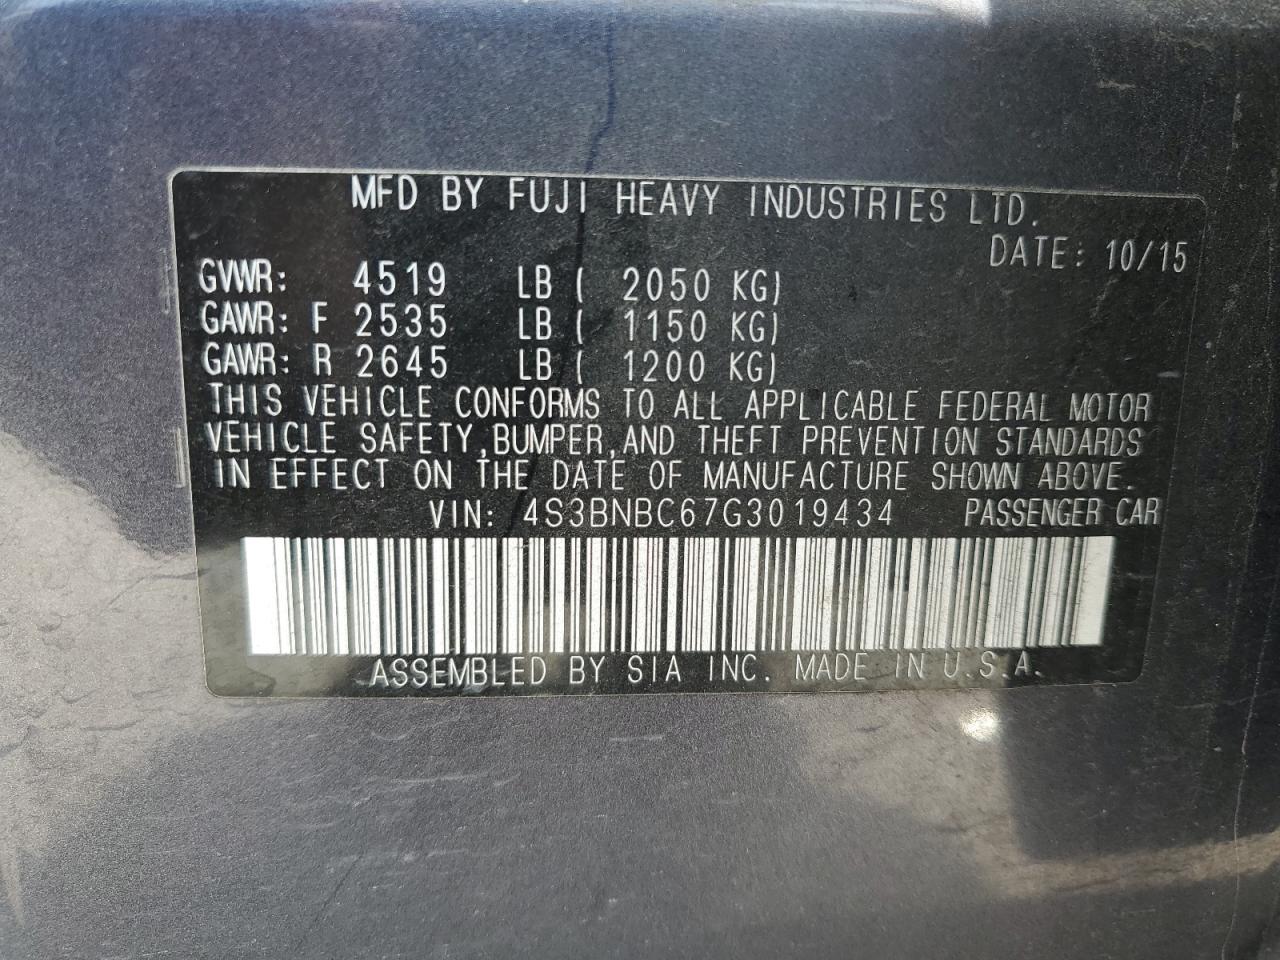 MFD BY FUJI HEAVY INDUSTRIES LTD.
DATE: 10/15
GVWR: 4519 LB ( 2050 KG)
GAWR: F 2535 LB ( 1150 KG)
GAWR: R 2645 LB ( 1200 KG)
THIS VEHICLE CONFORMS TO ALL APPLICABLE FEDERAL MOTOR
VEHICLE SAFETY,BUMPER,AND THEFT PREVENTION STANDARDS
IN EFFECT ON THE DATE OF MANUFACTURE SHOWN ABOVE.
VIN: 4S3BNBC67G3019434 PASSENGER CAR
ASSEMBLED BY SIA INC. MADE IN U.S.A.